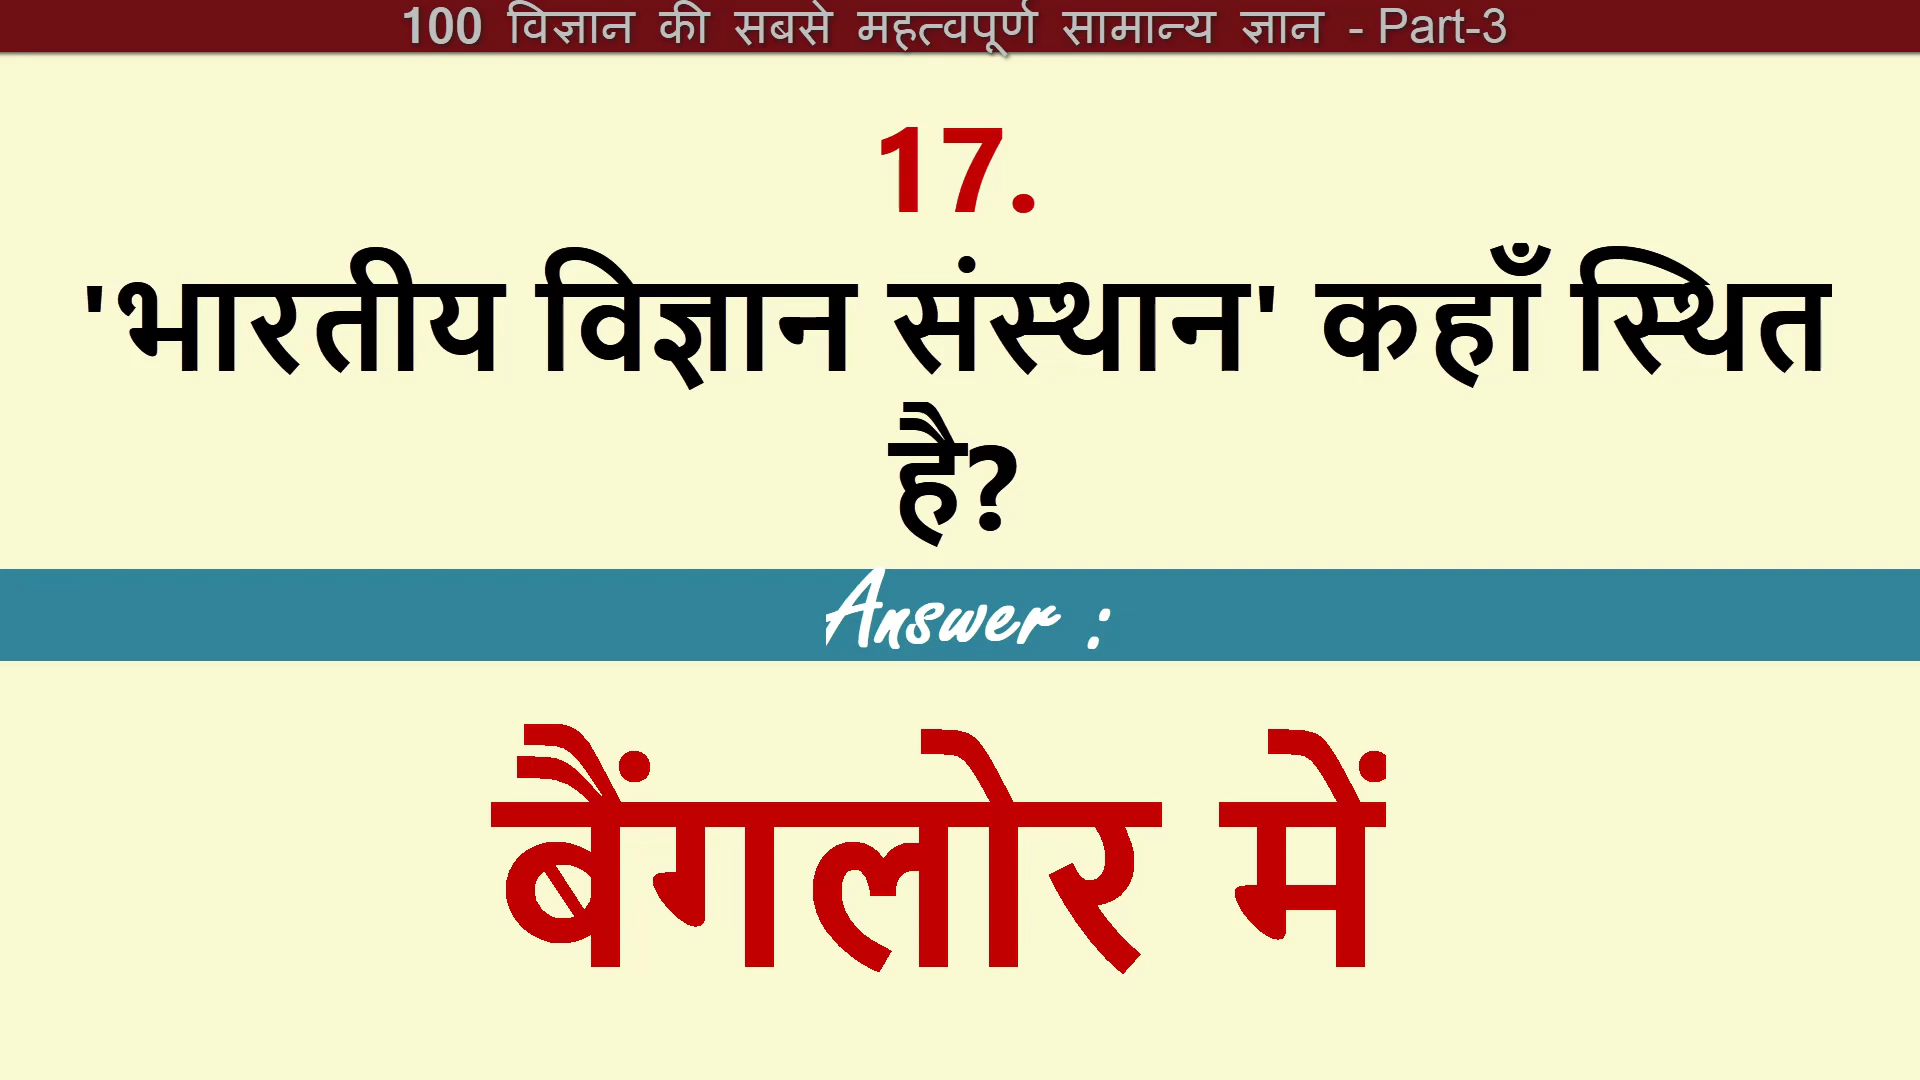 100 विज्ञान की सबसे महत्वपूर्ण सामान्य ज्ञान - Part-3
17.
'भारतीय विज्ञान संस्थान' कहाँ स्थित
है?
Answer :
बैंगलोर में